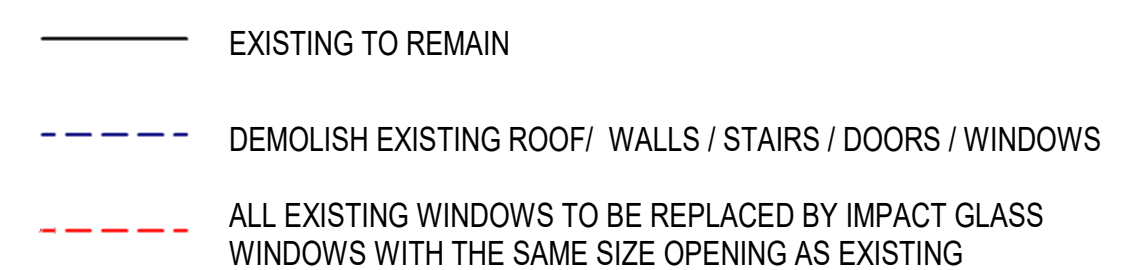 EXISTING TO REMAIN
DEMOLISH EXISTING ROOF/ WALLS / STAIRS / DOORS / WINDOWS
ALL EXISTING WINDOWS TO BE REPLACED BY IMPACT GLASS
WINDOWS WITH THE SAME SIZE OPENING AS EXISTING